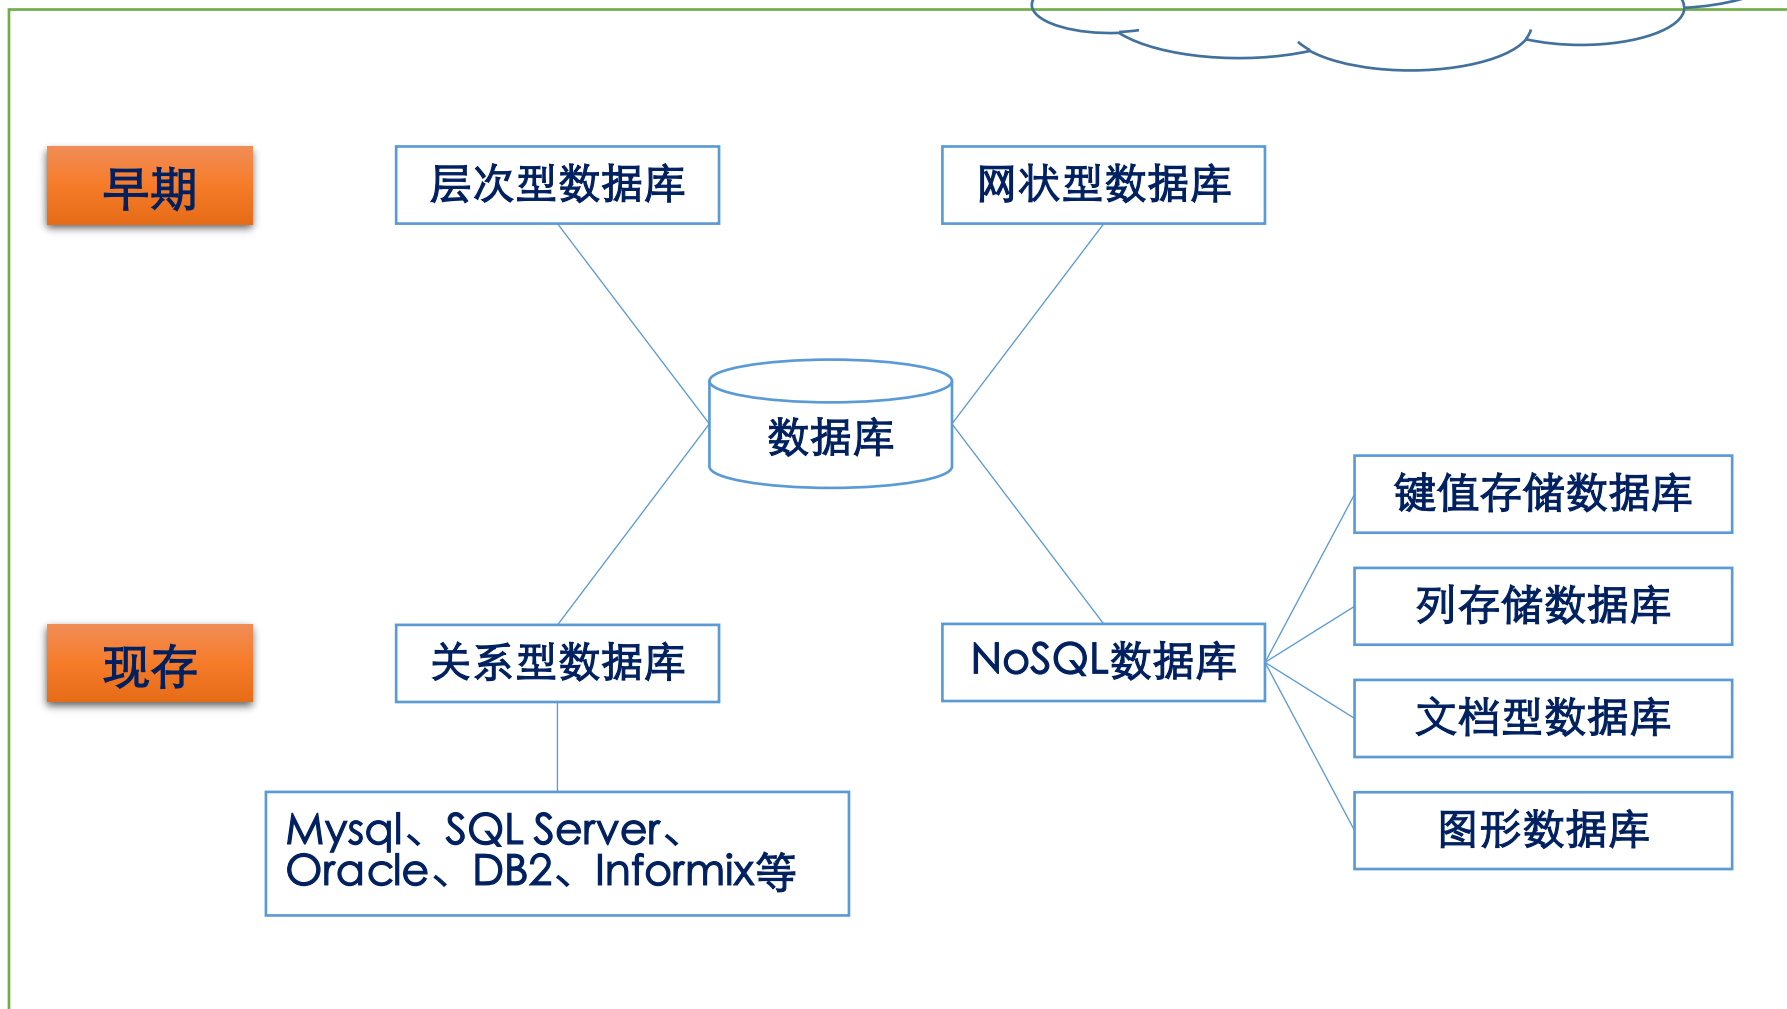 早期
层次型数据库
网状型数据库
数据库
键值存储数据库
列存储数据库
现存
关系型数据库
NoSQL数据库
文档型数据库
图形数据库
Mysql、SQL Server、
Oracle、DB2、Informix等